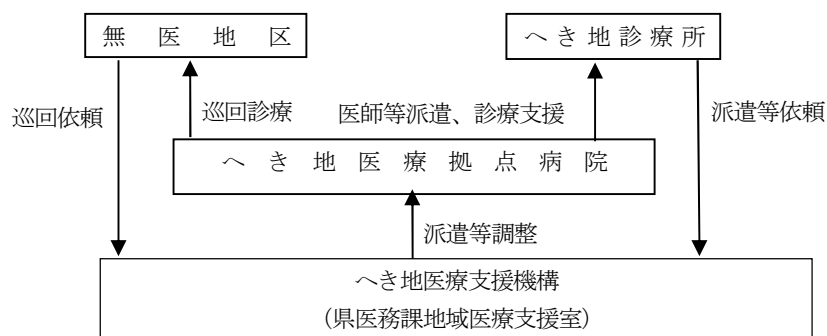 無医地区
へき地診療所
巡回依頼
巡回診療
医師等派遣、診療支援
派遣等依頼
へき地医療拠点病院
派遣等調整
へき地医療支援機構
（県医務課地域医療支援室）